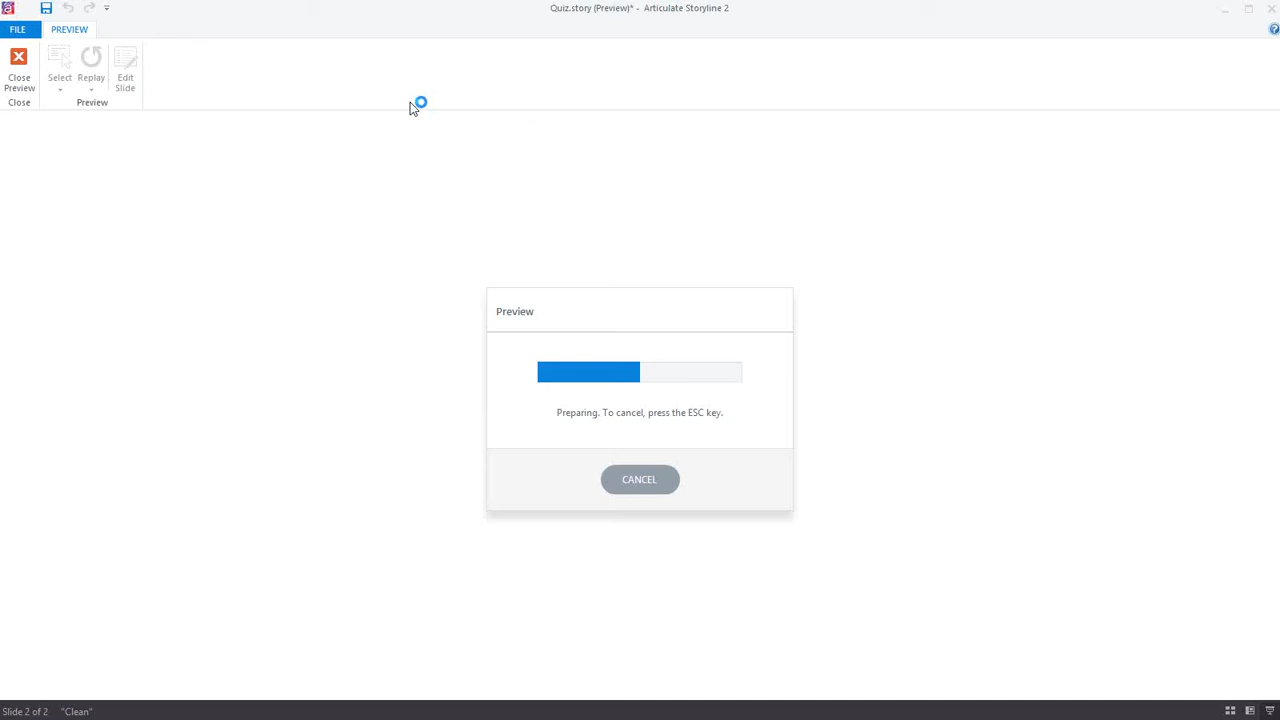 Quiz.story (Preview)* - Articulate Storyline 2
FILE
PREVIEW
Close Preview
Select
Replay
Edit Slide
Close
Preview
Preview
Preparing. To cancel, press the ESC key.
CANCEL
Slide 2 of 2
"Clean"